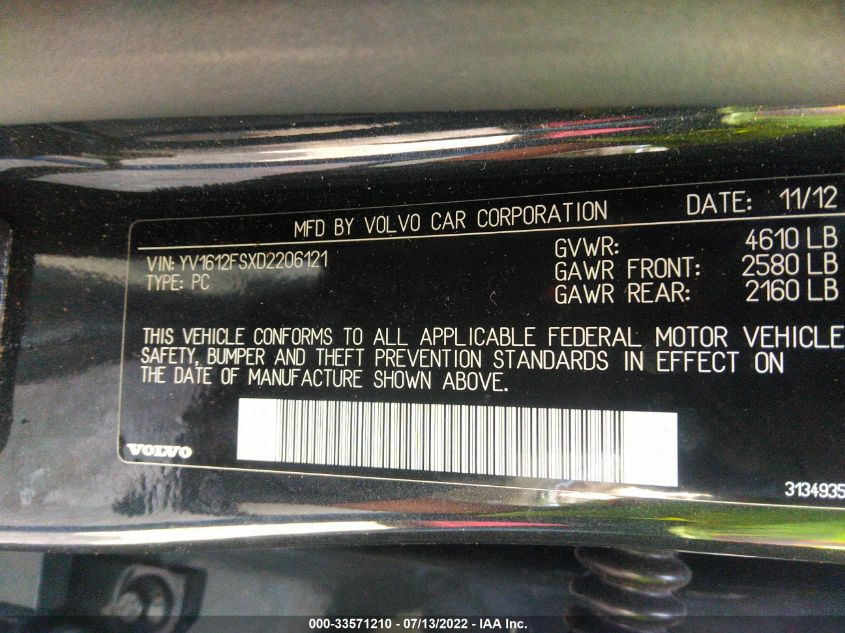 MFD BY VOLVO CAR CORPORATION DATE: 11/12
VIN: YV1612FSXD2206121
TYPE: PC
GVWR: 4610 LB
GAWR FRONT: 2580 LB
GAWR REAR: 2160 LB
THIS VEHICLE CONFORMS TO ALL APPLICABLE FEDERAL MOTOR VEHICLE
SAFETY, BUMPER AND THEFT PREVENTION STANDARDS IN EFFECT ON
THE DATE OF MANUFACTURE SHOWN ABOVE.
VOLVO
3134935
000-33571210 - 07/13/2022 - IAA Inc.